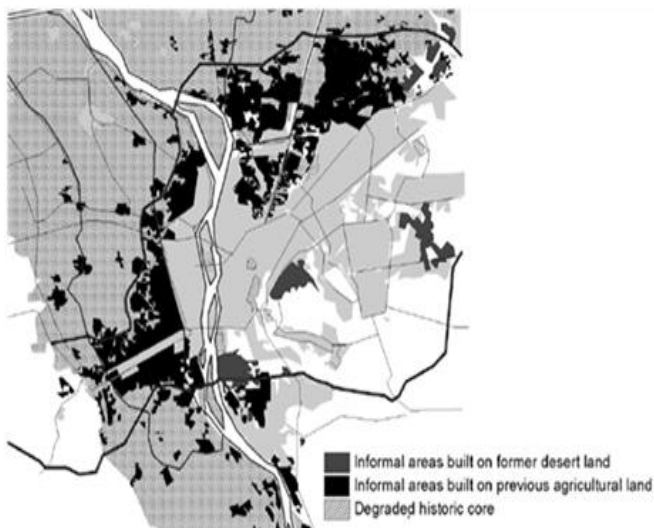 Informal areas built on former desert land
Informal areas built on previous agricultural land
Degraded historic core